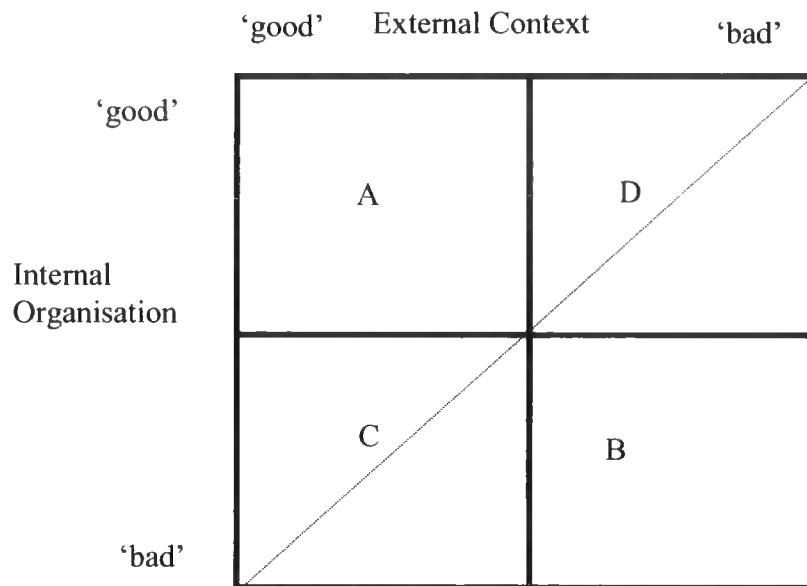 ‘good’ External Context ‘bad’
‘good’
A D
Internal
Organisation
C B
‘bad’